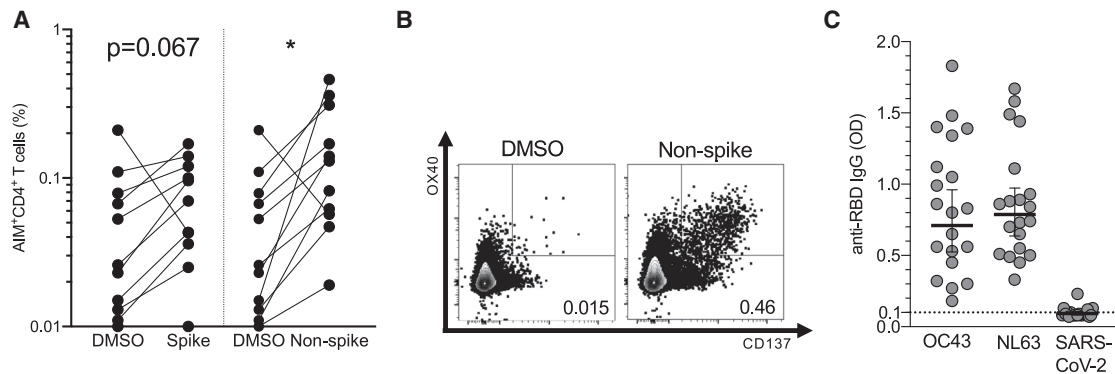 A
AIM⁺CD4⁺ T cells (%)
1
0.1
0.01
p=0.067
*
DMSO Spike DMSO Non-spike
B
OX40
DMSO
Non-spike
0.015
0.46
CD137
C
anti-RBD IgG (OD)
2.0
1.5
1.0
0.5
0.1
0.0
OC43 NL63 SARS-
CoV-2